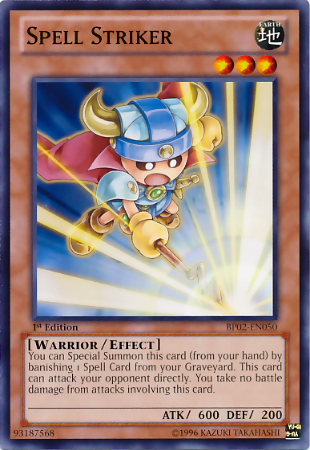 SPELL STRIKER
EARTH
地
BP02-EN050
1st Edition
[WARRIOR/EFFECT]
You can Special Summon this card (from your hand) by
banishing 1 Spell Card from your Graveyard. This card
can attack your opponent directly. You take no battle
damage from attacks involving this card.
ATK/ 600 DEF/ 200
93187568
©1996 KAZUKI TAKAHASHI